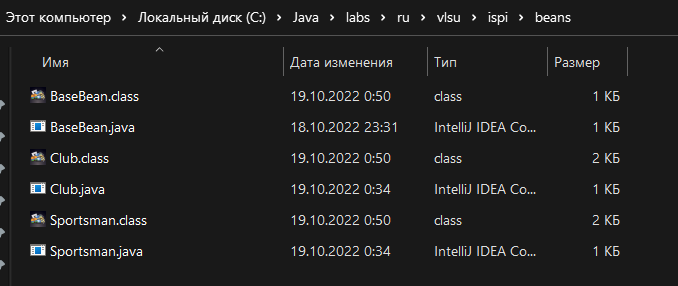 Этот компьютер > Локальный диск (C:) > Java > labs > ru > vlsu > ispi > beans
Имя Дата изменения Тип Размер
BaseBean.class 19.10.2022 0:50 class 1 КБ
BaseBean.java 18.10.2022 23:31 IntelliJ IDEA Co... 1 КБ
Club.class 19.10.2022 0:50 class 2 КБ
Club.java 19.10.2022 0:34 IntelliJ IDEA Co... 1 КБ
Sportsman.class 19.10.2022 0:50 class 2 КБ
Sportsman.java 19.10.2022 0:34 IntelliJ IDEA Co... 1 КБ